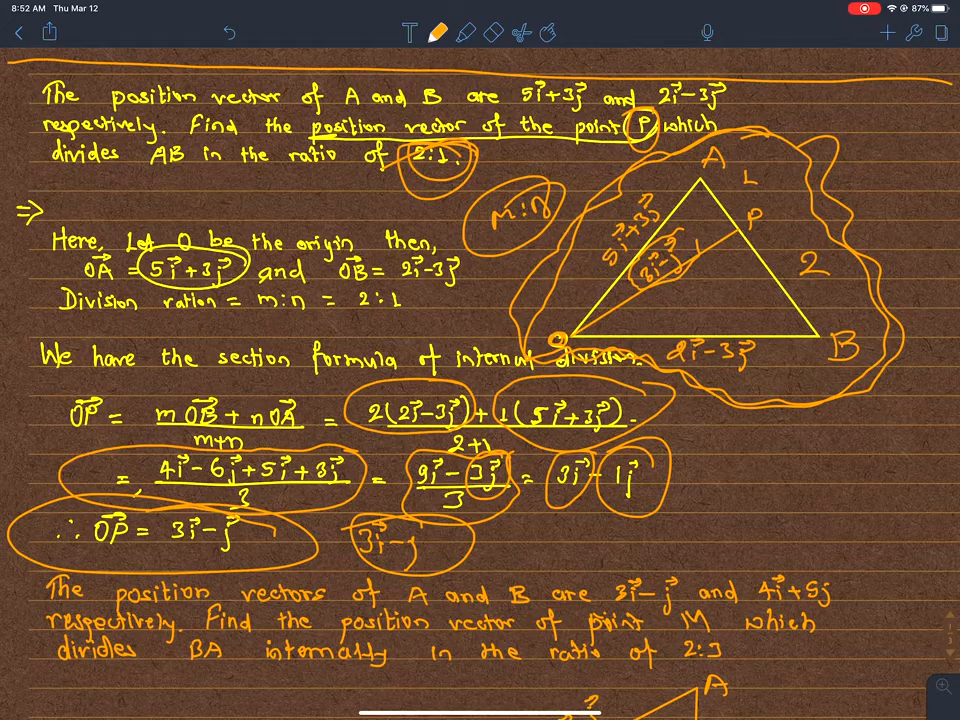 8:52 AM Thu Mar 12
87%
The position vector of A and B are 5i⃗+3j⃗ and 2i⃗-3j⃗
respectively. Find the position vector of the point P which
divides AB in the ratio of 2:1.
m:n
A
L
P
5i⃗+3j⃗
3i⃗-j⃗
2
O
B
2i⃗-3j⃗
⇒
Here, Let O be the origin then,
OA⃗ = 5i⃗+3j⃗ and OB⃗ = 2i⃗-3j⃗
Division ration = m:n = 2:1
We have the section formula of internal division.
OP⃗ = (mOB⃗ + nOA⃗)/(m+n) = (2(2i⃗-3j⃗) + 1(5i⃗+3j⃗))/(2+1)
= (4i⃗-6j⃗+5i⃗+3j⃗)/3 = (9i⃗-3j⃗)/3 = 3i⃗-1j⃗
∴ OP⃗ = 3i⃗-j⃗
3i⃗-j
The position vectors of A and B are 3i⃗-j⃗ and 4i⃗+5j
respectively. Find the position vector of point M which
divides BA internally in the ratio of 2:3
A